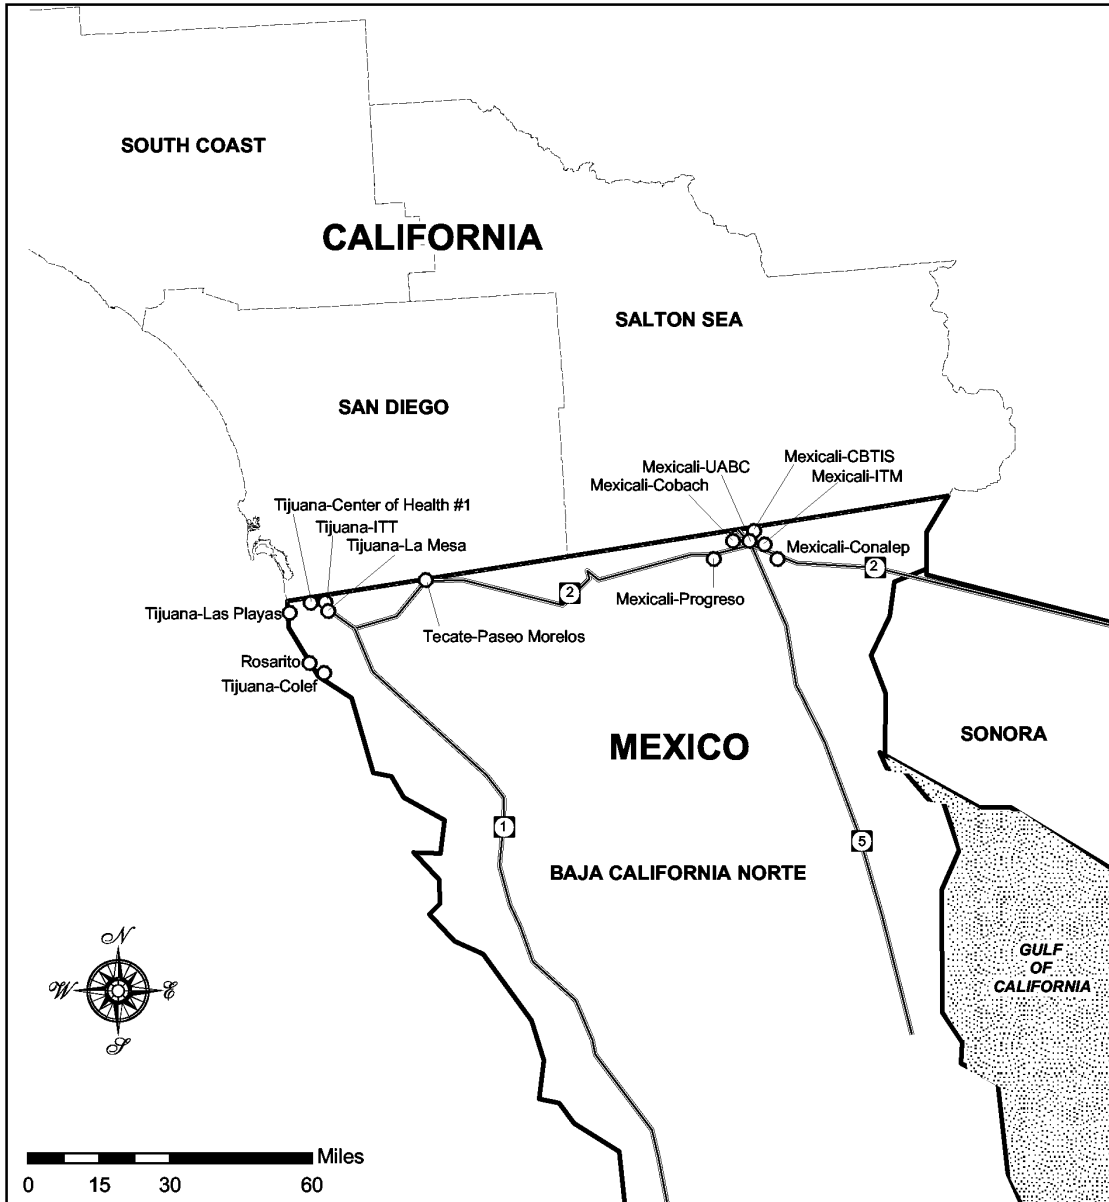 SOUTH COAST
CALIFORNIA
SALTON SEA
SAN DIEGO
Mexicali-CBTIS
Mexicali-UABC
Mexicali-ITM
Mexicali-Cobach
Tijuana-Center of Health #1
Tijuana-ITT
Tijuana-La Mesa
Mexicali-Conalep
2
2
Mexicali-Progreso
Tijuana-Las Playas
Tecate-Paseo Morelos
Rosarito
Tijuana-Colef
SONORA
MEXICO
1
5
BAJA CALIFORNIA NORTE
GULF
OF
CALIFORNIA
N
W
E
S
Miles
0 15 30 60